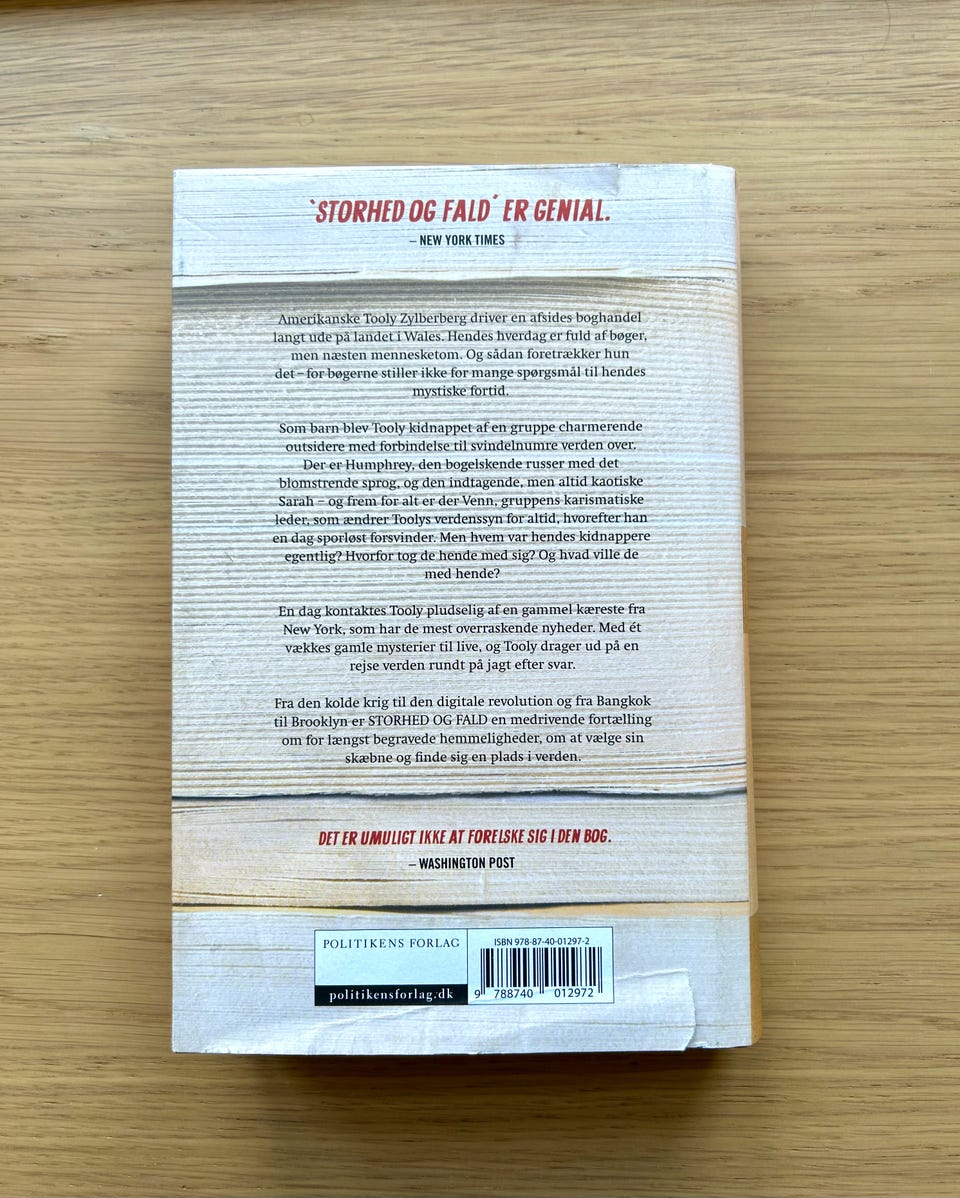 `STORHED OG FALD´ ER GENIAL.
– NEW YORK TIMES
Amerikanske Tooly Zylberberg driver en afsides boghandel
langt ude på landet i Wales. Hendes hverdag er fuld af bøger,
men næsten mennesketom. Og sådan foretrækker hun
det – for bøgerne stiller ikke for mange spørgsmål til hendes
mystiske fortid.
Som barn blev Tooly kidnappet af en gruppe charmerende
outsidere med forbindelse til svindelnumre verden over.
Der er Humphrey, den bogelskende russer med det
blomstrende sprog, og den indtagende, men altid kaotiske
Sarah – og frem for alt er der Venn, gruppens karismatiske
leder, som ændrer Toolys verdenssyn for altid, hvorefter han
en dag sporløst forsvinder. Men hvem var hendes kidnappere
egentlig? Hvorfor tog de hende med sig? Og hvad ville de
med hende?
En dag kontaktes Tooly pludselig af en gammel kæreste fra
New York, som har de mest overraskende nyheder. Med ét
vækkes gamle mysterier til live, og Tooly drager ud på en
rejse verden rundt på jagt efter svar.
Fra den kolde krig til den digitale revolution og fra Bangkok
til Brooklyn er STORHED OG FALD en medrivende fortælling
om for længst begravede hemmeligheder, om at vælge sin
skæbne og finde sig en plads i verden.
DET ER UMULIGT IKKE AT FORELSKE SIG I DEN BOG.
– WASHINGTON POST
POLITIKENS FORLAG
politikensforlag.dk
ISBN 978-87-40-01297-2
9 788740 012972